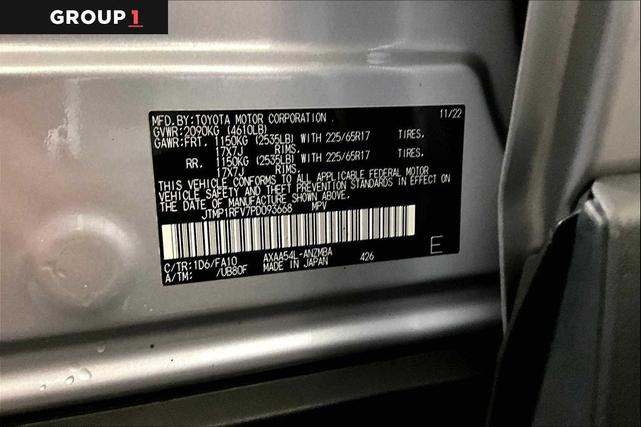 GROUP 1
MFD.BY:TOYOTA MOTOR CORPORATION . 11/22
GVWR:2090KG (4610LB)
GAWR:FRT. 1150KG (2535LB) WITH 225/65R17 TIRES,
17X7J RIMS.
RR. 1150KG (2535LB) WITH 225/65R17 TIRES,
17X7J RIMS.
THIS VEHICLE CONFORMS TO ALL APPLICABLE FEDERAL MOTOR
VEHICLE SAFETY AND THEFT PREVENTION STANDARDS IN EFFECT ON
THE DATE OF MANUFACTURE SHOWN ABOVE.
JTMP1RFV7PD093668 MPV
C/TR:1D6/FA10 AXAA54L-ANZMBA 426 E
A/TM: /UB80F MADE IN JAPAN